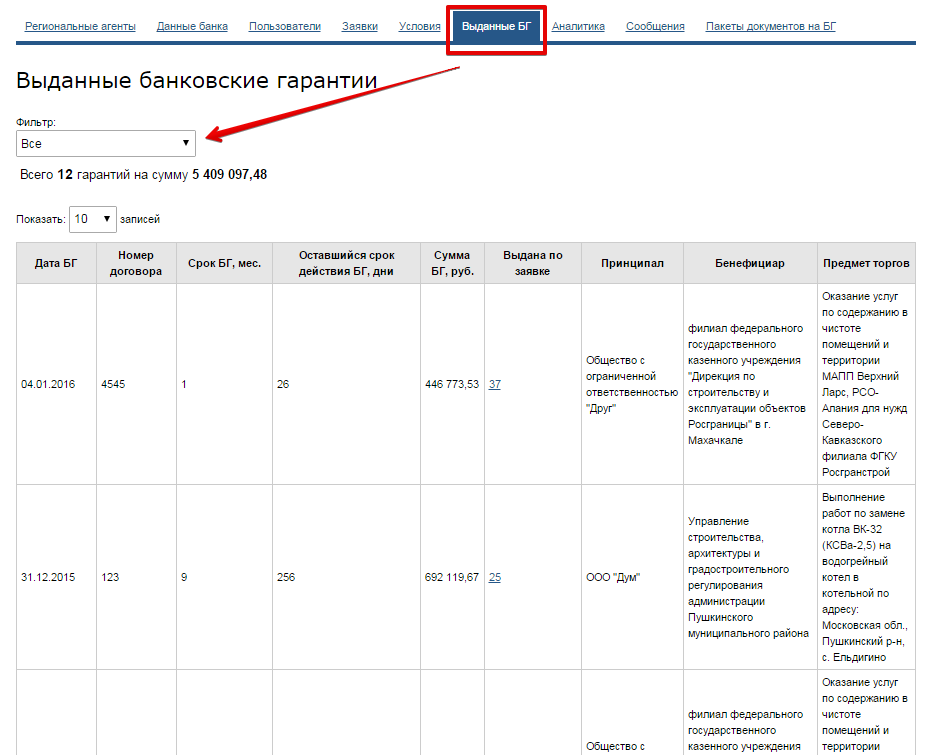 Региональные агенты Данные банка Пользователи Заявки Условия Выданные БГ Аналитика Сообщения Пакеты документов на БГ
Выданные банковские гарантии
Фильтр:
Все
Всего 12 гарантий на сумму 5 409 097,48
Показать: 10 записей
Дата БГ
Номер
договора
Срок БГ, мес.
Оставшийся срок
действия БГ, дни
Сумма
БГ, руб.
Выдана по
заявке
Принципал
Бенефициар
Предмет торгов
04.01.2016
4545
1
26
446 773,53
37
Общество с
ограниченной
ответственностью
"Друг"
филиал федерального
государственного
казенного учреждения
"Дирекция по
строительству и
эксплуатации объектов
Росграницы" в г.
Махачкале
Оказание услуг
по содержанию в
чистоте
помещений и
территории
МАПП Верхний
Ларс, РСО-
Алания для нужд
Северо-
Кавказского
филиала ФГКУ
Росгранстрой
31.12.2015
123
9
256
692 119,67
25
ООО "Дум"
Управление
строительства,
архитектуры и
градостроительного
регулирования
администрации
Пушкинского
муниципального района
Выполнение
работ по замене
котла ВК-32
(КСВа-2,5) на
водогрейный
котел в
котельной по
адресу:
Московская обл.,
Пушкинский р-н,
с. Ельдигино
Общество с
филиал федерального
государственного
казенного учреждения
Оказание услуг
по содержанию в
чистоте
помещений и
территории